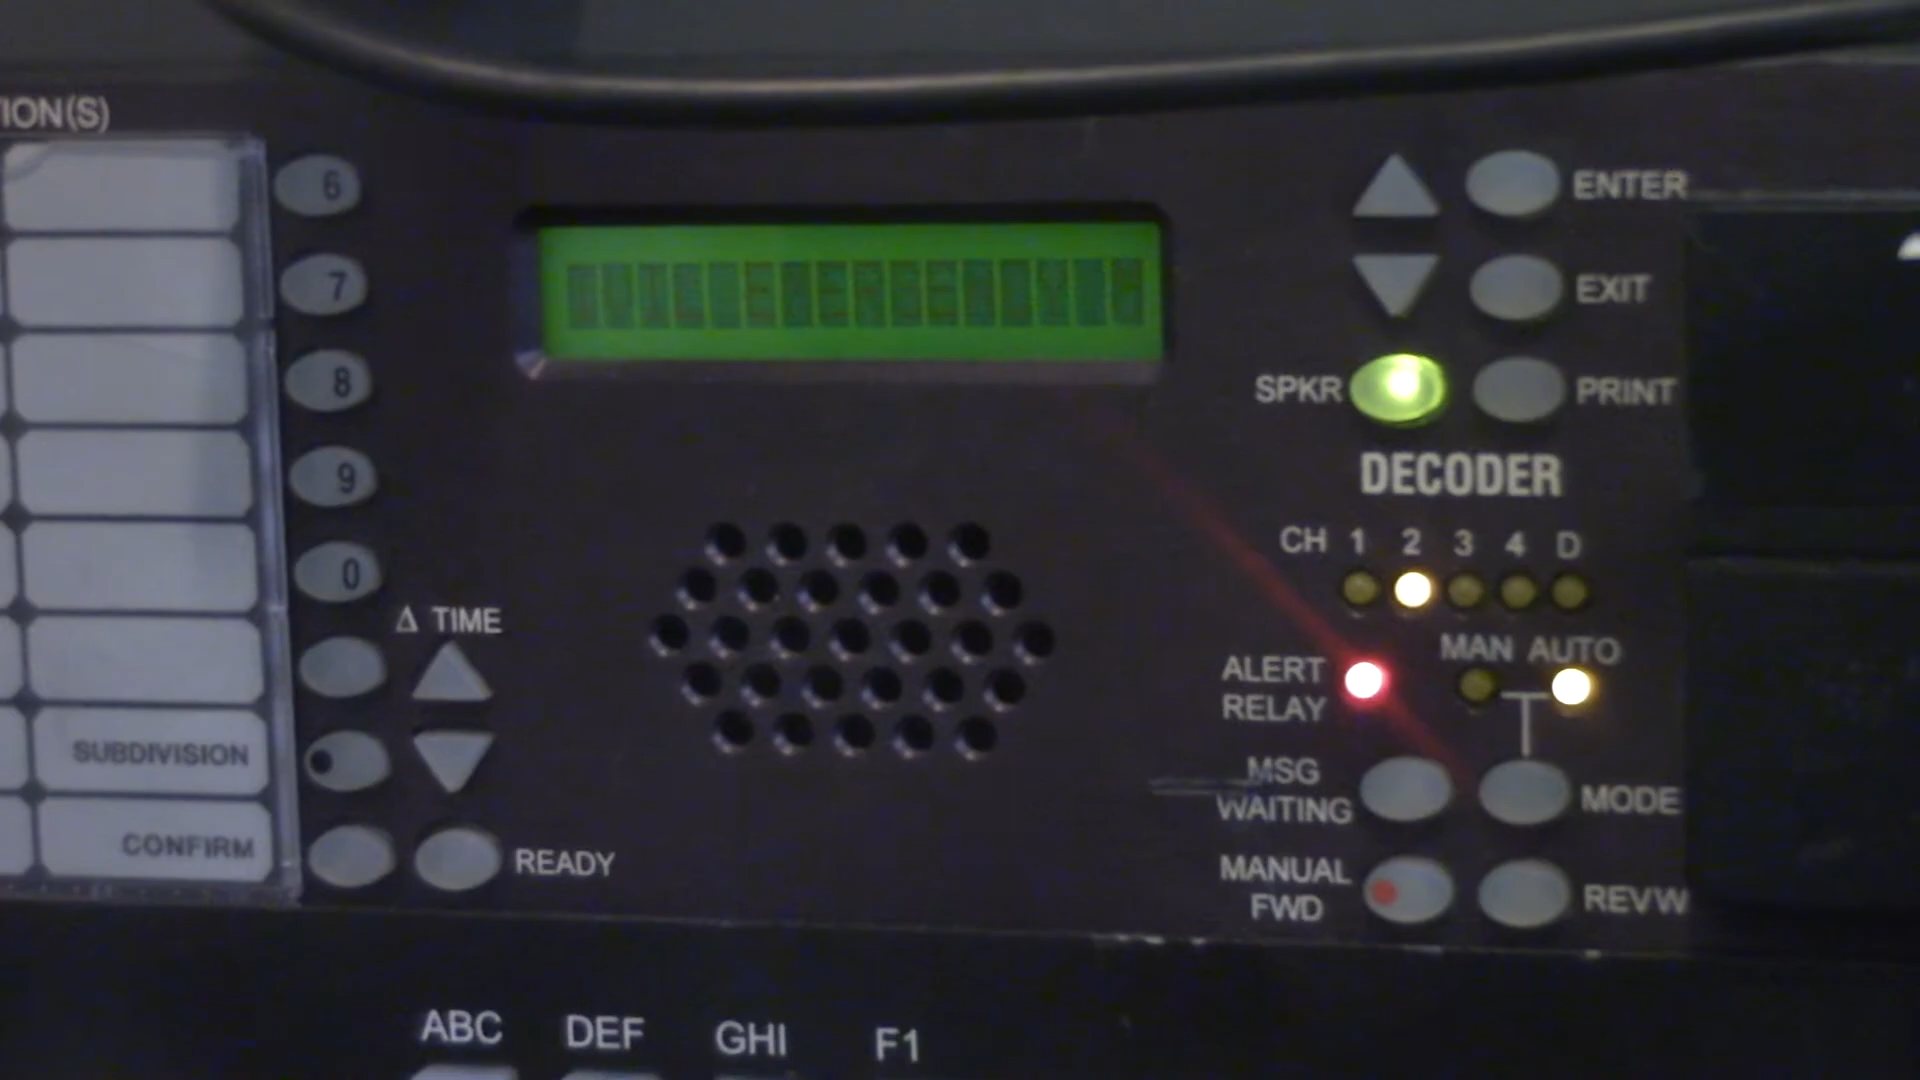 TION(S)
6
7
8
9
0
SUBDIVISION
CONFIRM
Δ TIME
READY
ENTER
EXIT
SPKR
PRINT
DECODER
CH 1 2 3 4 D
MAN AUTO
ALERT
RELAY
MSG
WAITING
MODE
MANUAL
FWD
REVW
ABC DEF GHI F1